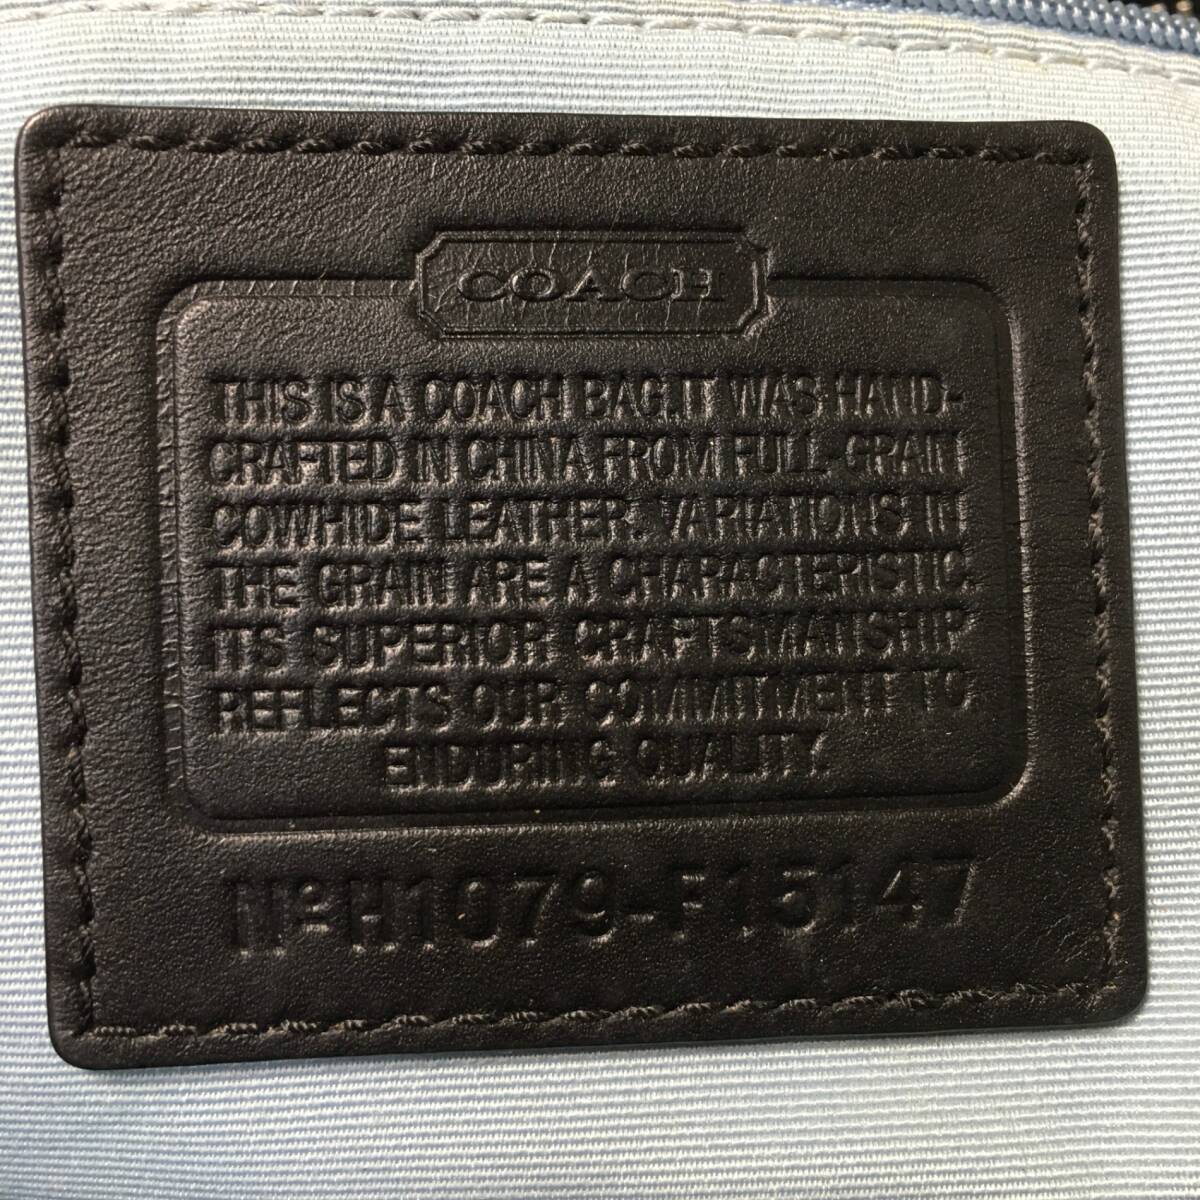 COACH
THIS IS A COACH BAG.IT WAS HAND-
CRAFTED IN CHINA FROM FULL-GRAIN
COWHIDE LEATHER. VARIATIONS IN
THE GRAIN ARE A CHARACTERISTIC.
ITS SUPERIOR CRAFTSMANSHIP
REFLECTS OUR COMMITMENT TO
ENDURING QUALITY
Nº H1079-F15147